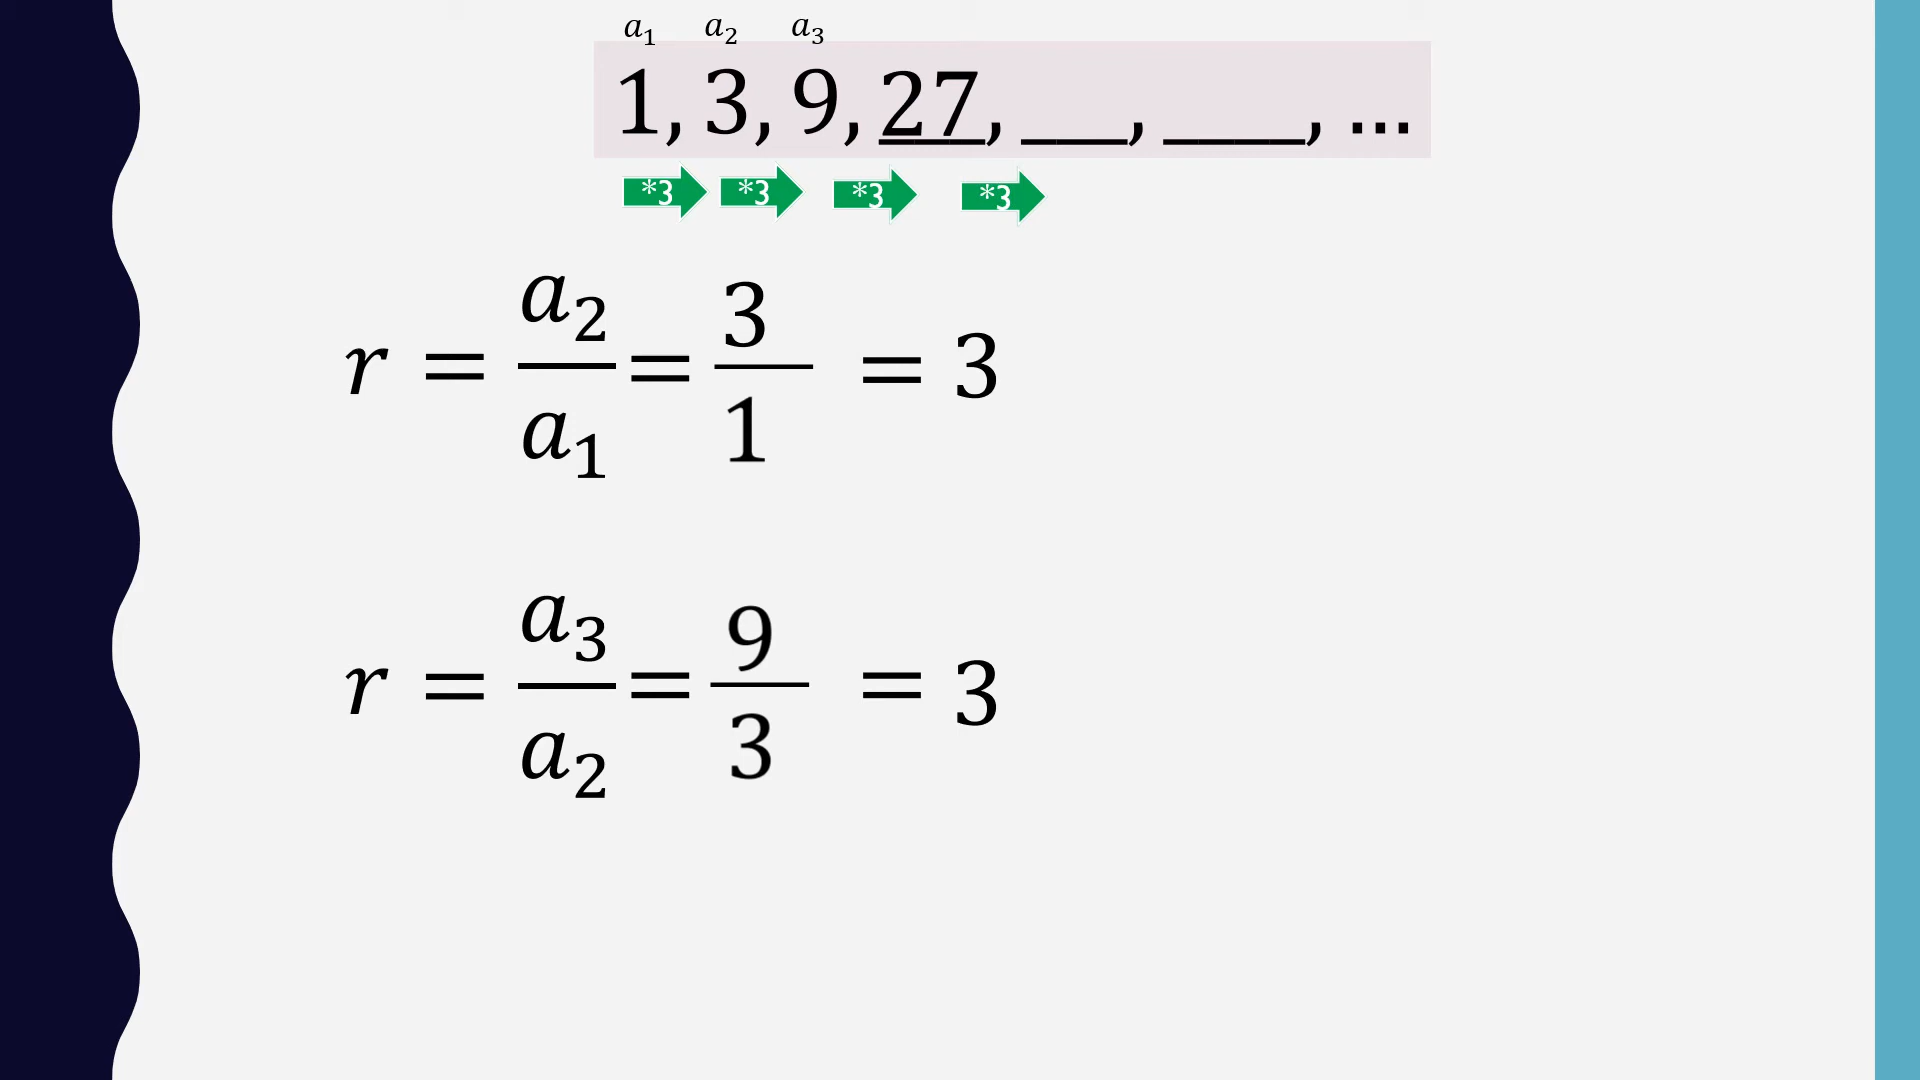 a₁ a₂ a₃
1, 3, 9, 27, ___, ____, …
*3 *3 *3 *3
r = a₂/a₁ = 3/1 = 3
r = a₃/a₂ = 9/3 = 3